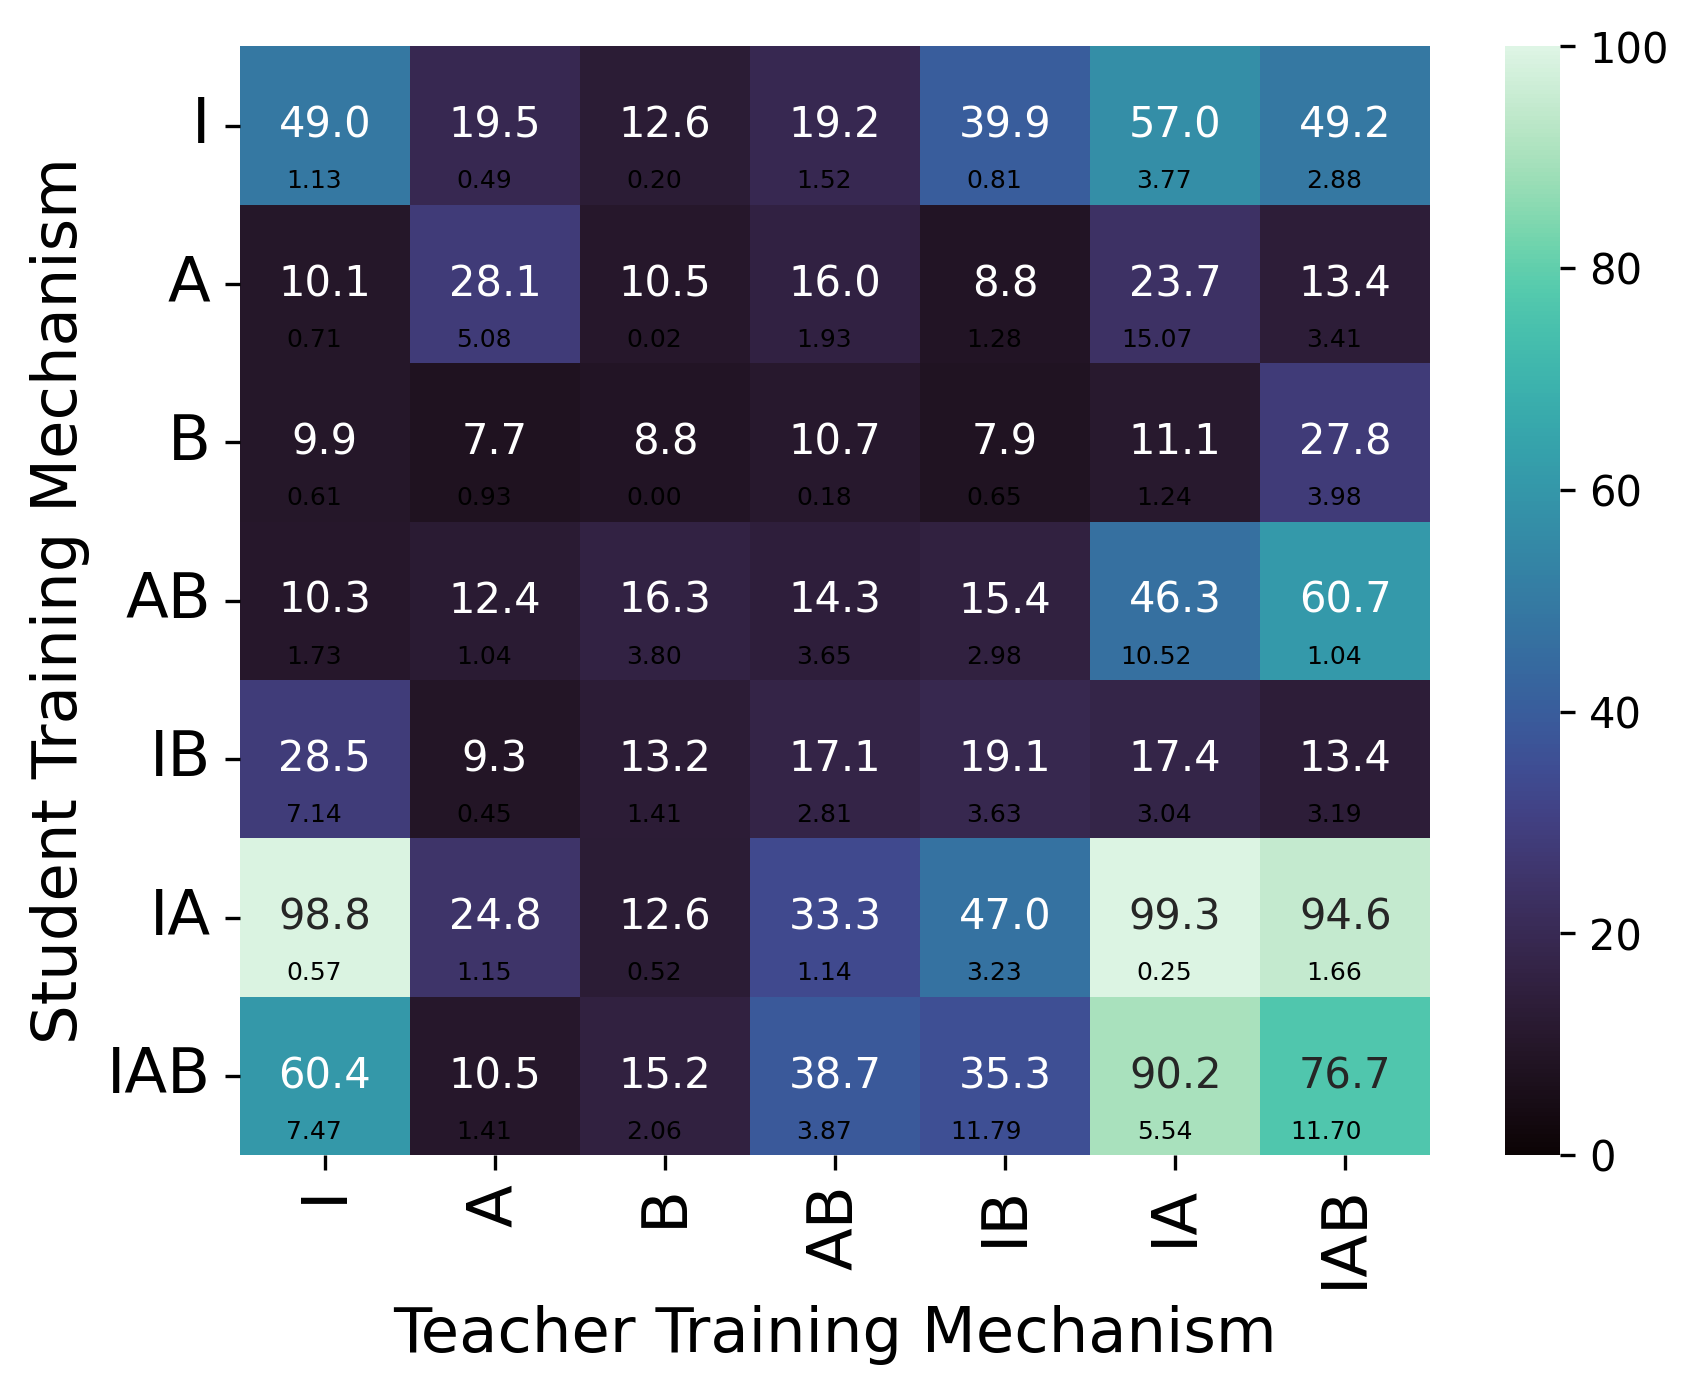 Student Training Mechanism
I 49.0 19.5 12.6 19.2 39.9 57.0 49.2
1.13 0.49 0.20 1.52 0.81 3.77 2.88
A 10.1 28.1 10.5 16.0 8.8 23.7 13.4
0.71 5.08 0.02 1.93 1.28 15.07 3.41
B 9.9 7.7 8.8 10.7 7.9 11.1 27.8
0.61 0.93 0.00 0.18 0.65 1.24 3.98
AB 10.3 12.4 16.3 14.3 15.4 46.3 60.7
1.73 1.04 3.80 3.65 2.98 10.52 1.04
IB 28.5 9.3 13.2 17.1 19.1 17.4 13.4
7.14 0.45 1.41 2.81 3.63 3.04 3.19
IA 98.8 24.8 12.6 33.3 47.0 99.3 94.6
0.57 1.15 0.52 1.14 3.23 0.25 1.66
IAB 60.4 10.5 15.2 38.7 35.3 90.2 76.7
7.47 1.41 2.06 3.87 11.79 5.54 11.70
I A B AB IB IA IAB
Teacher Training Mechanism
100
80
60
40
20
0